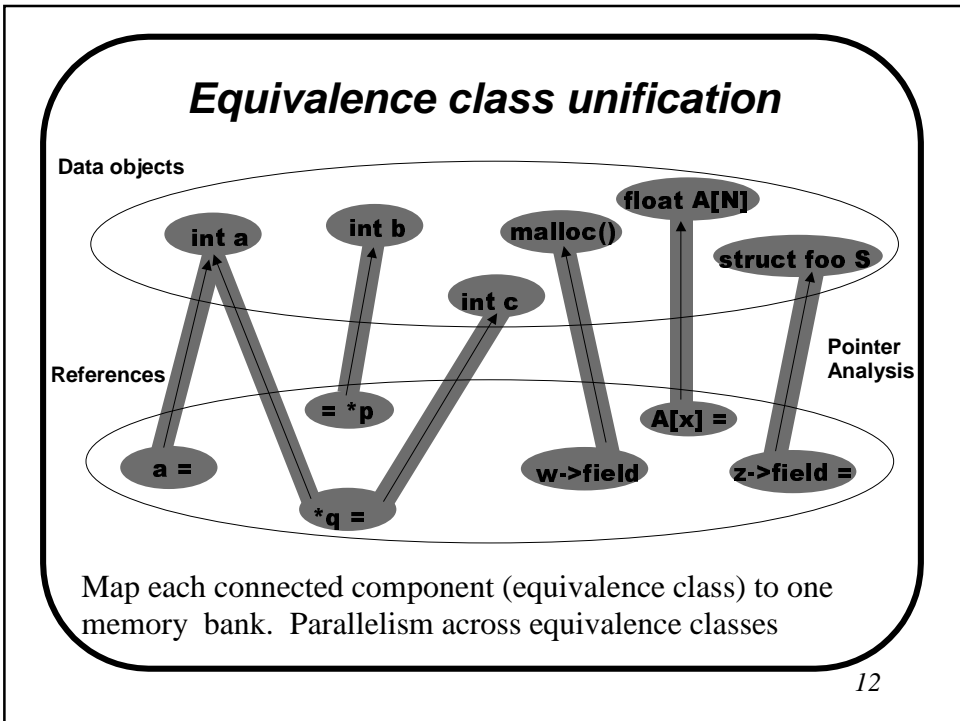 Equivalence class unification
Data objects
float A[N]
int a
int b
malloc()
struct foo S
int c
Pointer
Analysis
References
= *p
A[x] =
a =
w->field
z->field =
*q =
Map each connected component (equivalence class) to one
memory bank. Parallelism across equivalence classes
12